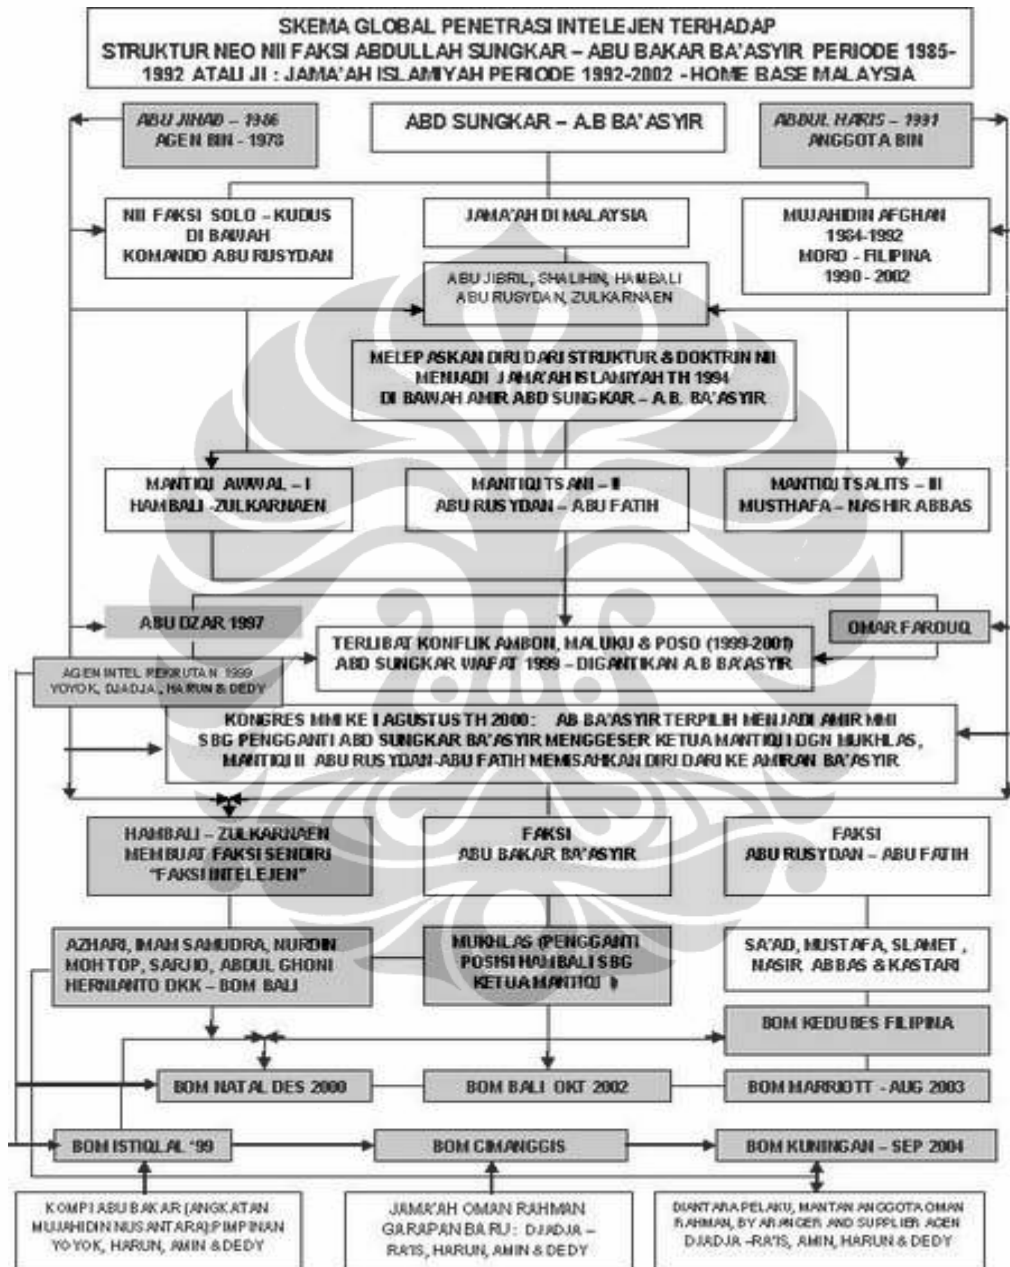 SKEMA GLOBAL PENETRASI INTELEJEN TERHADAP
STRUKTUR NEO NII FAKSI ABDULLAH SUNGKAR – ABU BAKAR BA'ASYIR PERIODE 1985-
1992 ATAU JI : JAMA'AH ISLAMIYAH PERIODE 1992-2002 - HOME BASE MALAYSIA
ABU JIHAD – 1986
AGEN BIN - 1978
ABD SUNGKAR – A.B BA'ASYIR
ABDUL HARIS – 1991
ANGGOTA BIN
NII FAKSI SOLO – KUDUS
DI BAWAH
KOMANDO ABU RUSYDAN
JAMA'AH DI MALAYSIA
MUJAHIDIN AFGHAN
1984-1992
MORO - FILIPINA
1990 - 2002
ABU JIBRIL, SHALIHIN, HAMBALI
ABU RUSYDAN, ZULKARNAEN
MELEPASKAN DIRI DARI STRUKTUR & DOKTRIN NII
MENJADI JAMA'AH ISLAMIYAH TH 1994
DI BAWAH AMIR ABD SUNGKAR – A.B. BA'ASYIR
MANTIQI AWWAL – I
HAMBALI -ZULKARNAEN
MANTIQI TSANI – II
ABU RUSYDAN – ABU FATIH
MANTIQI TSALITS – III
MUSTHAFA – NASHIR ABBAS
ABU DZAR 1997
OMAR FAROUQ
TERLIBAT KONFLIK AMBON, MALUKU & POSO (1999-2001)
ABD SUNGKAR WAFAT 1999 – DIGANTIKAN A.B BA'ASYIR
AGEN INTEL REKRUTAN 1999
YOYOK, DJADJA, HARUN & DEDY
KONGRES MMI KE I AGUSTUS TH 2000 : AB BA'ASYIR TERPILIH MENJADI AMIR MMI
SBG PENGGANTI ABD SUNGKAR BA'ASYIR MENGGESER KETUA MANTIQI I DGN MUKHLAS,
MANTIQI II ABU RUSYDAN-ABU FATIH MEMISAHKAN DIRI DARI KE AMIRAN BA'ASYIR
HAMBALI – ZULKARNAEN
MEMBUAT FAKSI SENDIRI
"FAKSI INTELEJEN"
FAKSI
ABU BAKAR BA'ASYIR
FAKSI
ABU RUSYDAN – ABU FATIH
AZHARI, IMAM SAMUDRA, NURDIN
MOH TOP, SARJIO, ABDUL GHONI
HERNIANTO DKK – BOM BALI
MUKHLAS (PENGGANTI
POSISI HAMBALI SBG
KETUA MANTIQI I)
SA'AD, MUSTAFA, SLAMET,
NASIR ABBAS & KASTARI
BOM KEDUBES FILIPINA
BOM NATAL DES 2000
BOM BALI OKT 2002
BOM MARRIOTT - AUG 2003
BOM ISTIQLAL '99
BOM CIMANGGIS
BOM KUNINGAN – SEP 2004
KOMPI ABU BAKAR (ANGKATAN
MUJAHIDIN NUSANTARA) PIMPINAN
YOYOK, HARUN, AMIN & DEDY
JAMA'AH OMAN RAHMAN
GARAPAN BARU : DJADJA –
RA'IS, HARUN, AMIN & DEDY
DIANTARA PELAKU, MANTAN ANGGOTA OMAN
RAHMAN, BY ARANGER AND SUPPLIER AGEN
DJADJA –RA'IS, AMIN, HARUN & DEDY